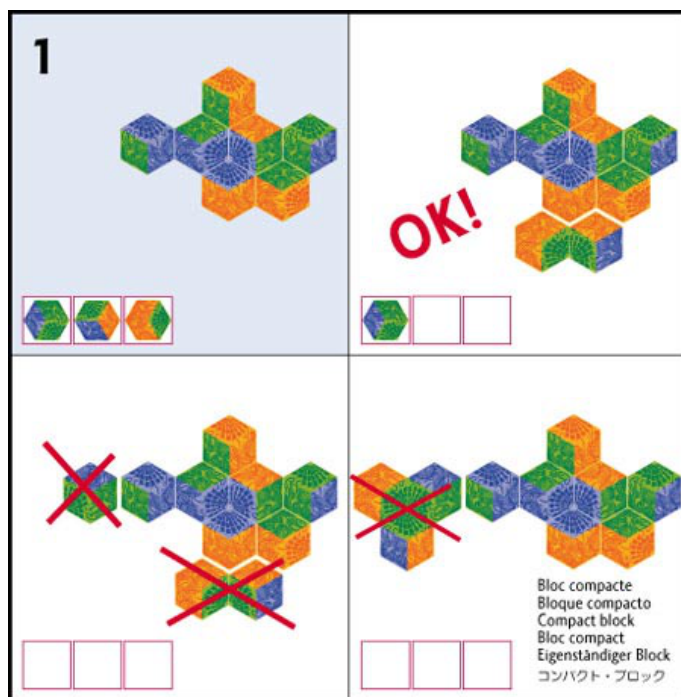 1
OK!
Bloc compacte
Bloque compacto
Compact block
Bloc compact
Eigenständiger Block
コンパクト・ブロック